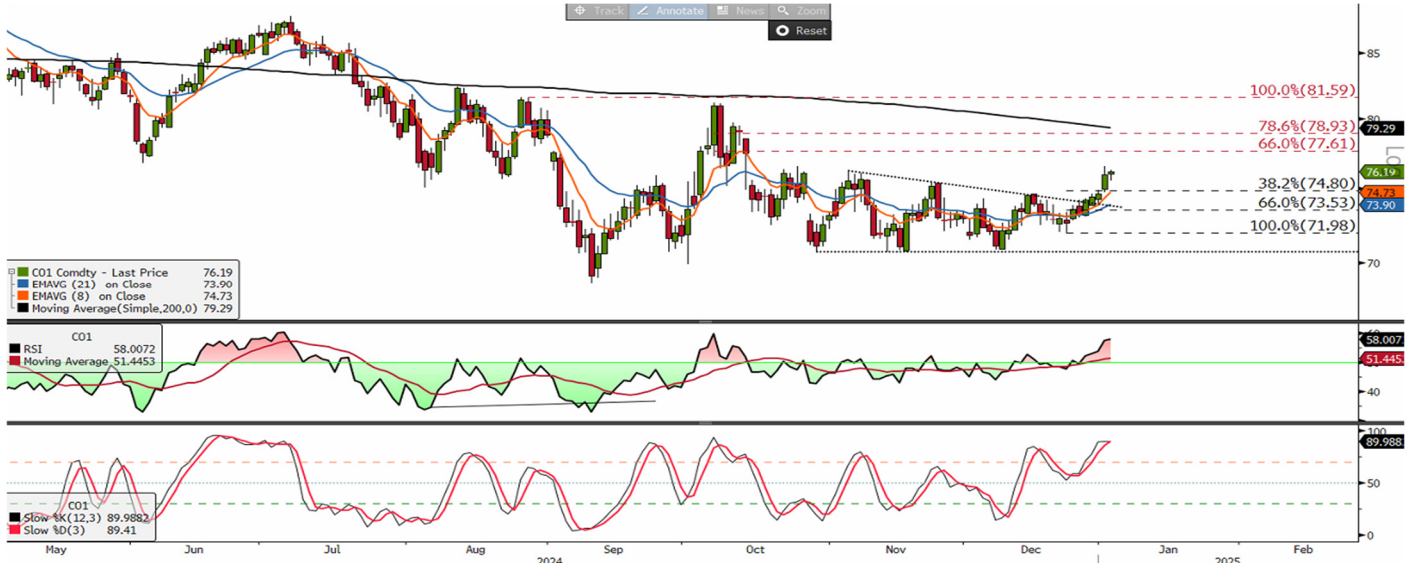 Track Annotate News Zoom
Reset
85
100.0%(81.59)
80
78.6%(78.93)
79.29
66.0%(77.61)
76.19
38.2%(74.80)
74.73
66.0%(73.53)
73.90
100.0%(71.98)
70
CO1 Comdty - Last Price 76.19
EMAVG (21) on Close 73.90
EMAVG (8) on Close 74.73
Moving Average(Simple,200,0) 79.29
CO1
RSI 58.0072
Moving Average 51.4453
58.007
51.445
40
100
89.988
50
0
CO1
Slow %K(12,3) 89.9882
Slow %D(3) 89.41
May Jun Jul Aug Sep Oct Nov Dec Jan Feb
2024 2025